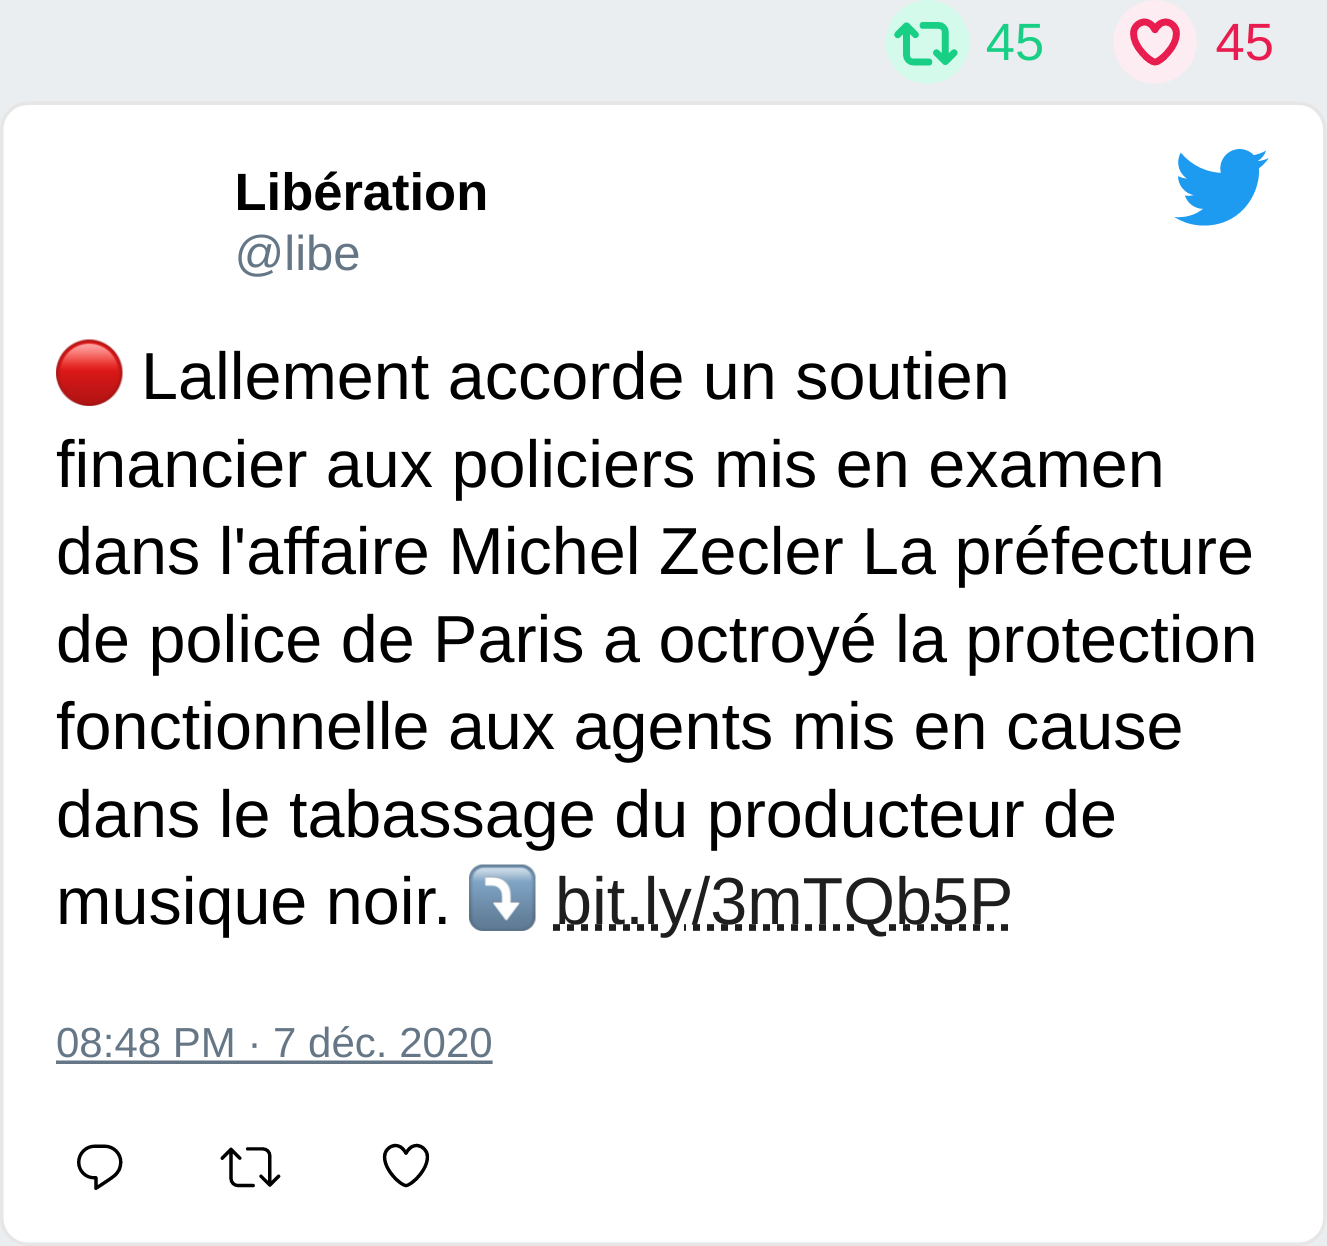 45 45
Libération
@libe
🔴 Lallement accorde un soutien
financier aux policiers mis en examen
dans l'affaire Michel Zecler La préfecture
de police de Paris a octroyé la protection
fonctionnelle aux agents mis en cause
dans le tabassage du producteur de
musique noir. ⤵️ bit.ly/3mTQb5P
08:48 PM · 7 déc. 2020